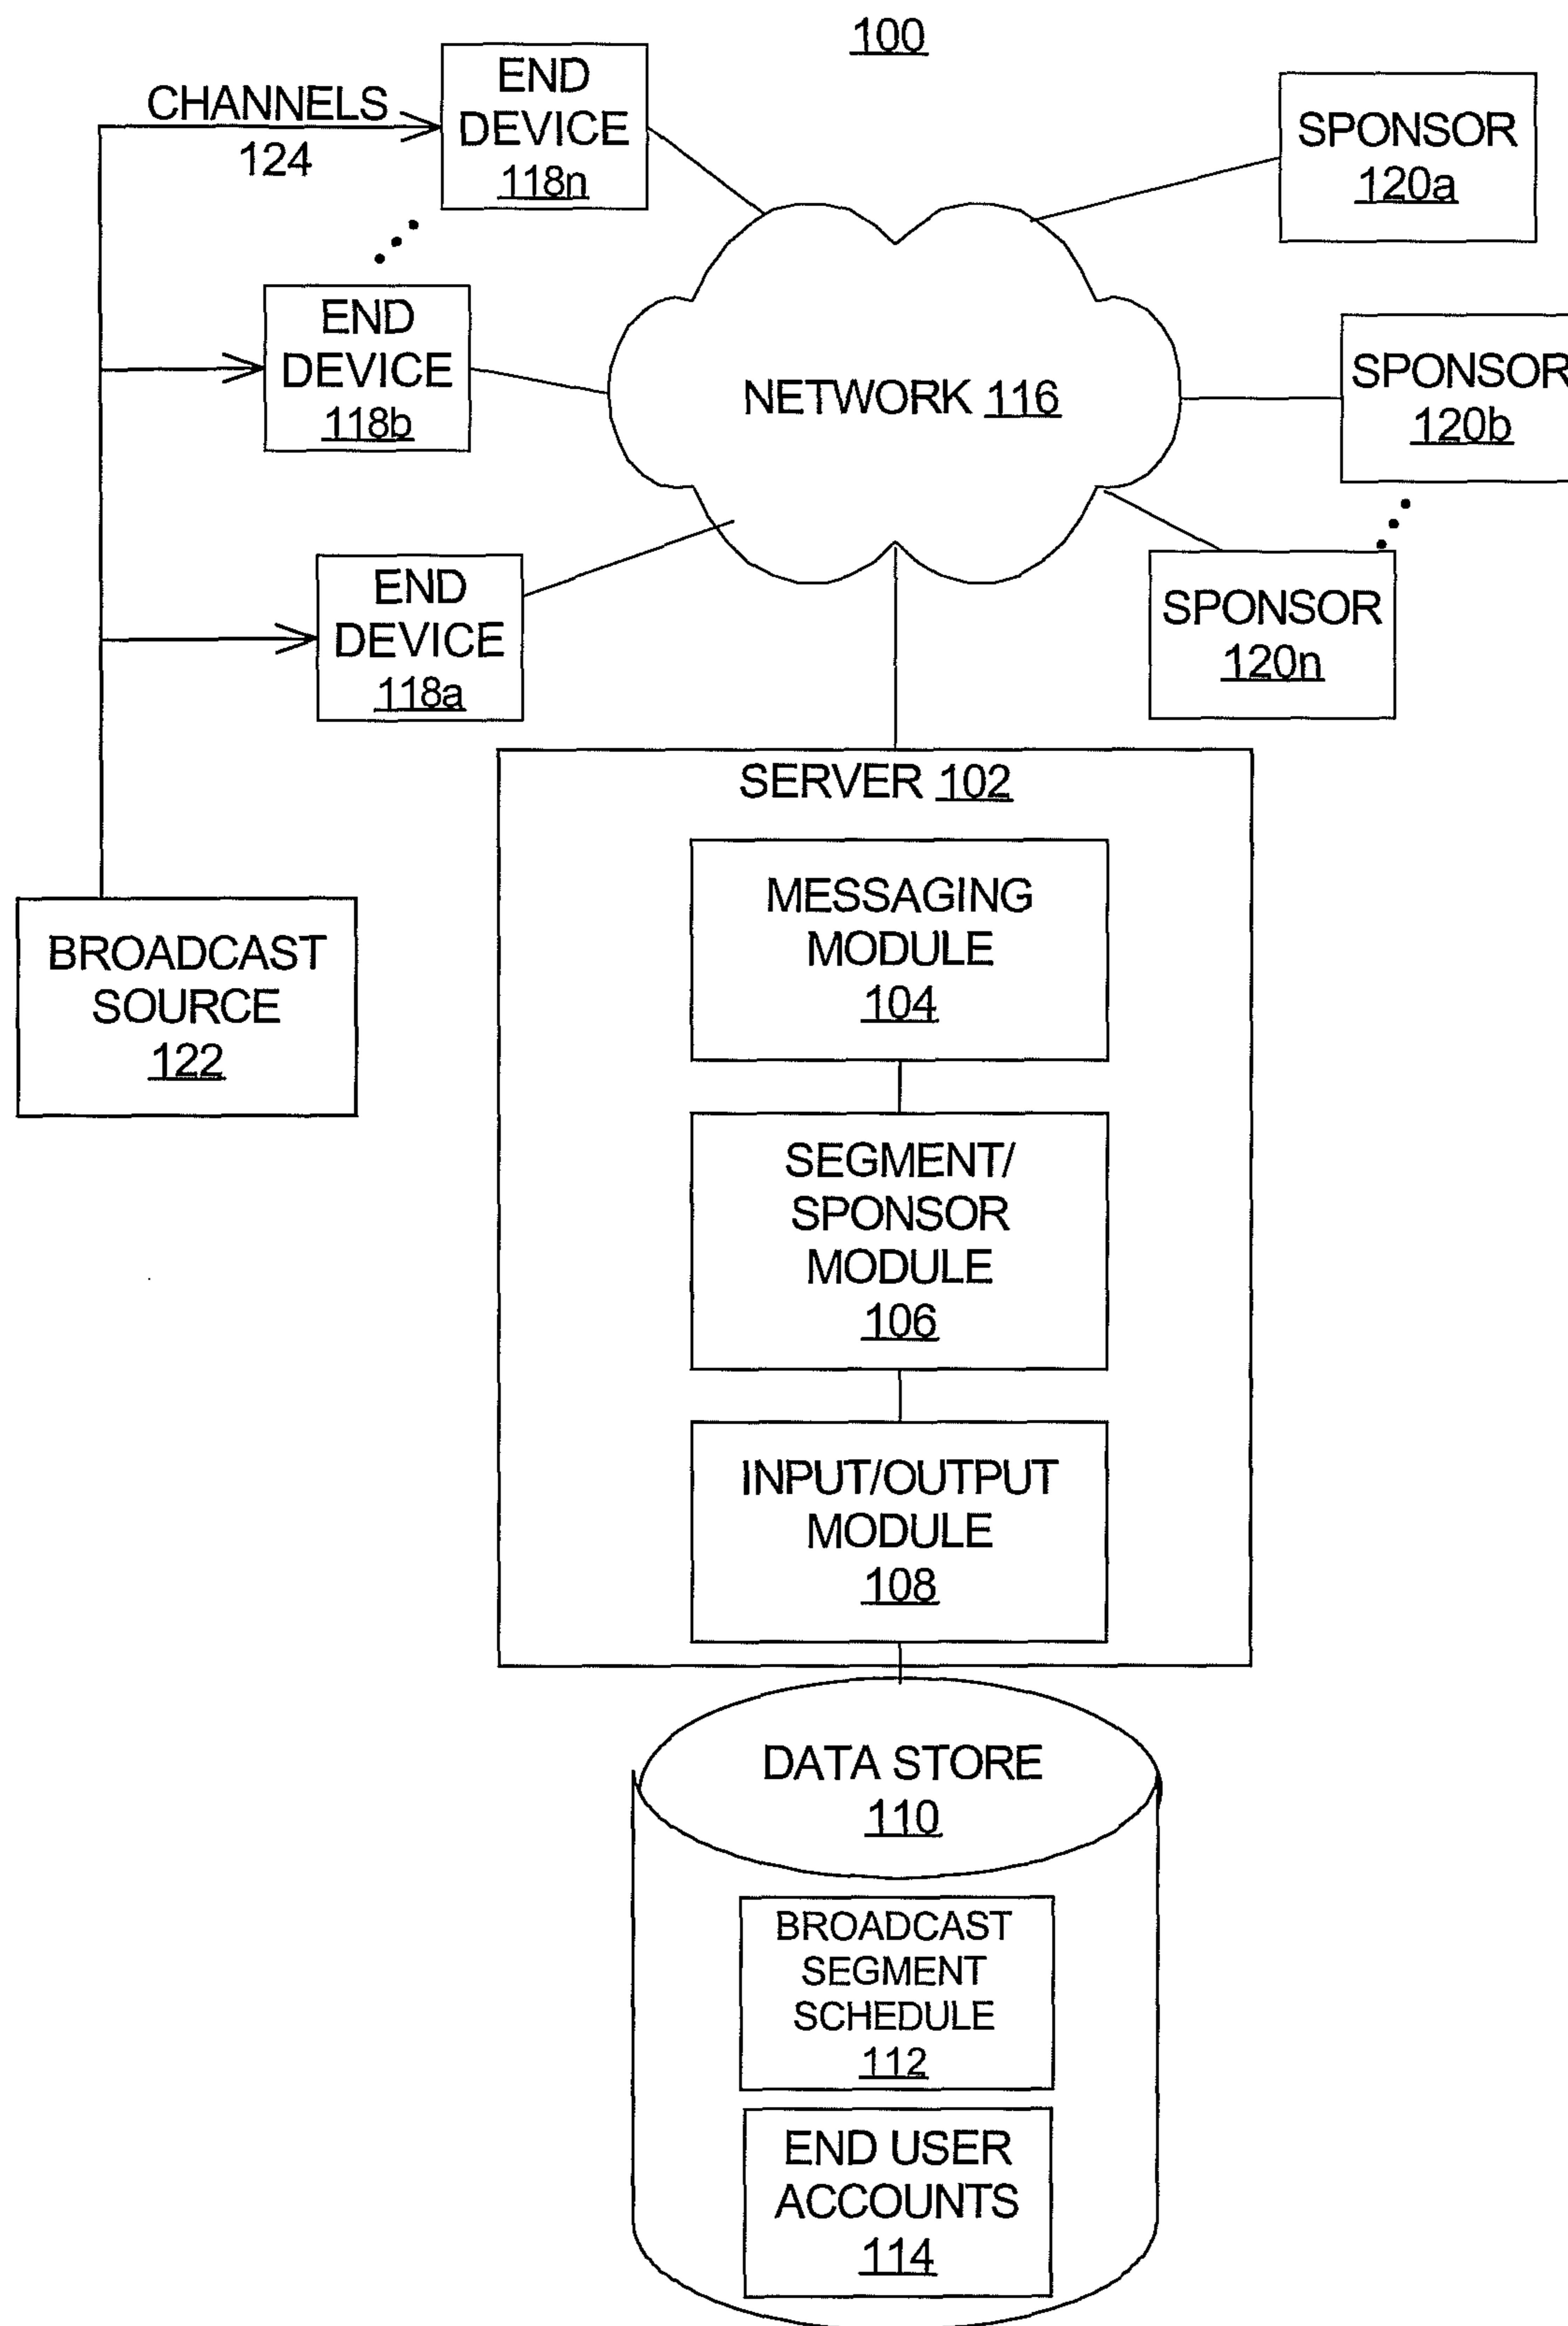 100
CHANNELS
124
END
DEVICE
118n
SPONSOR
120a
END
DEVICE
118b
NETWORK 116
SPONSOR
120b
END
DEVICE
118a
SPONSOR
120n
SERVER 102
MESSAGING
MODULE
104
BROADCAST
SOURCE
122
SEGMENT/
SPONSOR
MODULE
106
INPUT/OUTPUT
MODULE
108
DATA STORE
110
BROADCAST
SEGMENT
SCHEDULE
112
END USER
ACCOUNTS
114